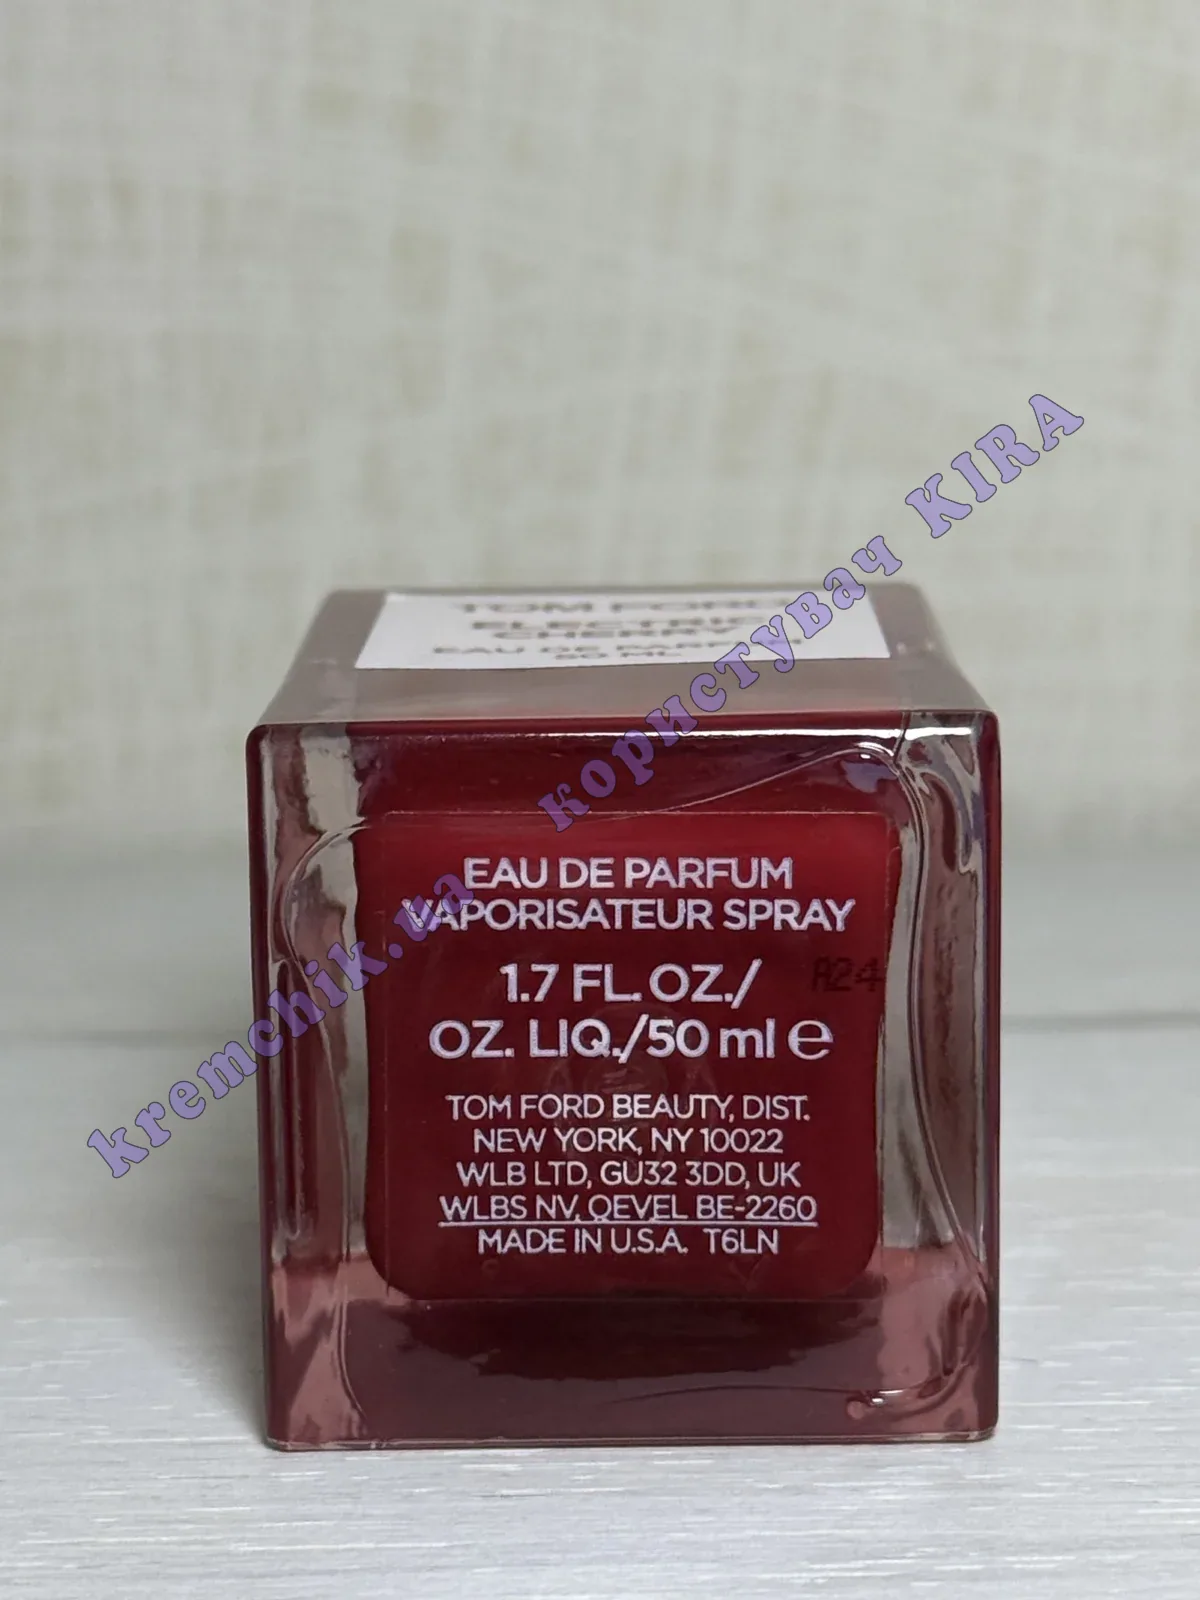 TOM FORD
ELECTRIC
CHERRY
EAU DE PARFUM
50 ML
EAU DE PARFUM
VAPORISATEUR SPRAY
1.7 FL. OZ./
OZ. LIQ./50 ml e
A24
TOM FORD BEAUTY, DIST.
NEW YORK, NY 10022
WLB LTD, GU32 3DD, UK
WLBS NV, OEVEL BE-2260
MADE IN U.S.A. T6LN
kremchik.ua користувач KIRA